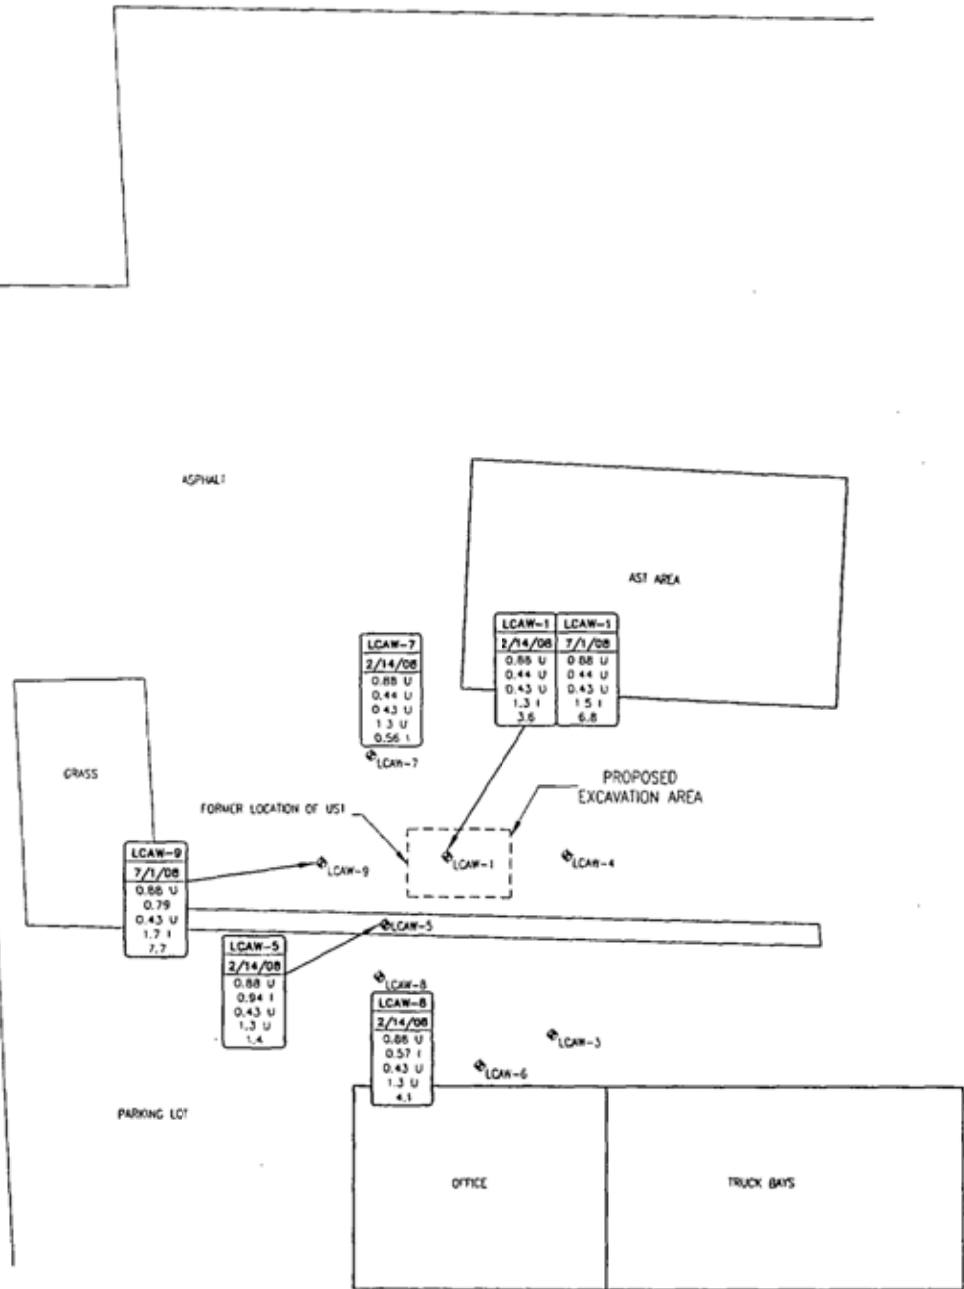 ASPHALT
AST AREA
LCAW-1 LCAW-1
2/14/08 7/1/08
0.88 U 0.88 U
0.44 U 0.44 U
0.43 U 0.43 U
1.3 I 1.5 I
3.6 6.8
LCAW-7
2/14/08
0.88 U
0.44 U
0.43 U
1.3 U
0.56 I
LCAW-7
GRASS
PROPOSED
EXCAVATION AREA
FORMER LOCATION OF UST
LCAW-9
7/1/08
0.88 U
0.79
0.43 U
1.7 I
7.7
LCAW-9
LCAW-1
LCAW-4
LCAW-5
LCAW-5
2/14/08
0.88 U
0.94 I
0.43 U
1.3 U
1.4
LCAW-8
LCAW-8
2/14/08
0.88 U
0.57 I
0.43 U
1.3 U
4.1
LCAW-3
LCAW-6
PARKING LOT
OFFICE
TRUCK BAYS